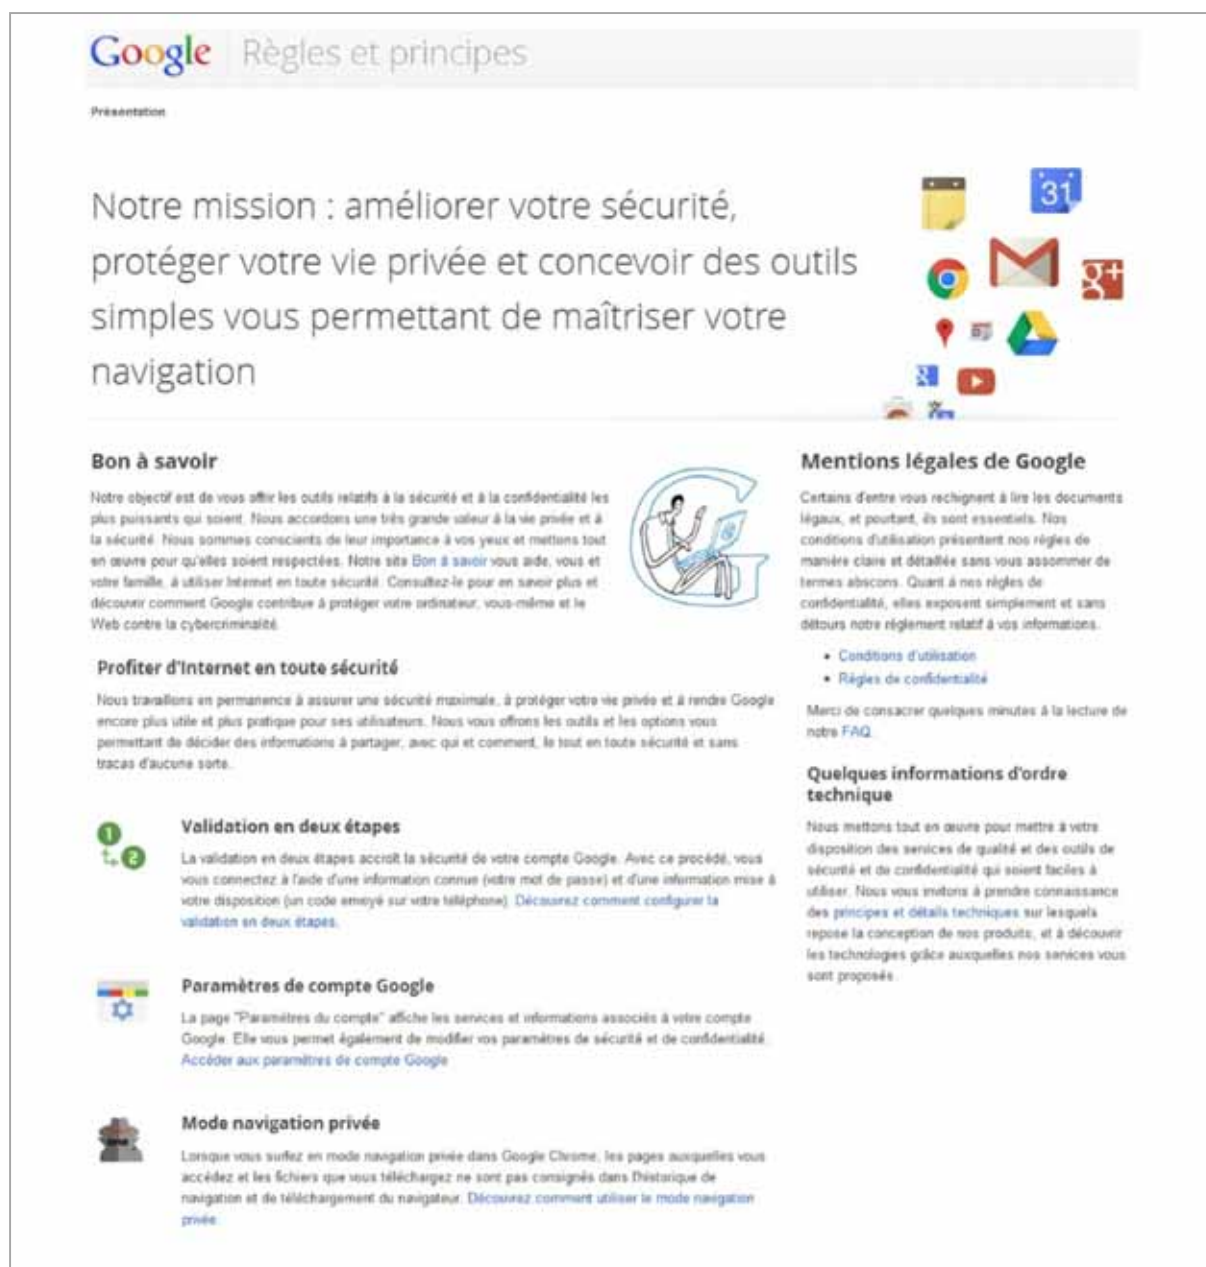 Google Règles et principes
Présentation
Notre mission : améliorer votre sécurité,
protéger votre vie privée et concevoir des outils
simples vous permettant de maîtriser votre
navigation
31
g+
Bon à savoir
Notre objectif est de vous offrir les outils relatifs à la sécurité et à la confidentialité les
plus puissants qui soient. Nous accordons une très grande valeur à la vie privée et à
la sécurité. Nous sommes conscients de leur importance à vos yeux et mettons tout
en œuvre pour qu'elles soient respectées. Notre site Bon à savoir vous aide, vous et
votre famille, à utiliser Internet en toute sécurité. Consultez-le pour en savoir plus et
découvrir comment Google contribue à protéger votre ordinateur, vous-même et le
Web contre la cybercriminalité.
Profiter d'Internet en toute sécurité
Nous travaillons en permanence à assurer une sécurité maximale, à protéger votre vie privée et à rendre Google
encore plus utile et plus pratique pour ses utilisateurs. Nous vous offrons les outils et les options vous
permettant de décider des informations à partager, avec qui et comment, le tout en toute sécurité et sans
tracas d'aucune sorte.
1
2
Validation en deux étapes
La validation en deux étapes accroît la sécurité de votre compte Google. Avec ce procédé, vous
vous connectez à l'aide d'une information connue (votre mot de passe) et d'une information mise à
votre disposition (un code envoyé sur votre téléphone). Découvrez comment configurer la
validation en deux étapes.
Paramètres de compte Google
La page "Paramètres du compte" affiche les services et informations associés à votre compte
Google. Elle vous permet également de modifier vos paramètres de sécurité et de confidentialité.
Accéder aux paramètres de compte Google
Mode navigation privée
Lorsque vous surfez en mode navigation privée dans Google Chrome, les pages auxquelles vous
accédez et les fichiers que vous téléchargez ne sont pas consignés dans l'historique de
navigation et de téléchargement du navigateur. Découvrez comment utiliser le mode navigation
privée.
Mentions légales de Google
Certains d'entre vous rechignent à lire les documents
légaux, et pourtant, ils sont essentiels. Nos
conditions d'utilisation présentent nos règles de
manière claire et détaillée sans vous assommer de
termes abscons. Quant à nos règles de
confidentialité, elles exposent simplement et sans
détours notre règlement relatif à vos informations.
• Conditions d'utilisation
• Règles de confidentialité
Merci de consacrer quelques minutes à la lecture de
notre FAQ.
Quelques informations d'ordre
technique
Nous mettons tout en œuvre pour mettre à votre
disposition des services de qualité et des outils de
sécurité et de confidentialité qui soient faciles à
utiliser. Nous vous invitons à prendre connaissance
des principes et détails techniques sur lesquels
repose la conception de nos produits, et à découvrir
les technologies grâce auxquelles nos services vous
sont proposés.